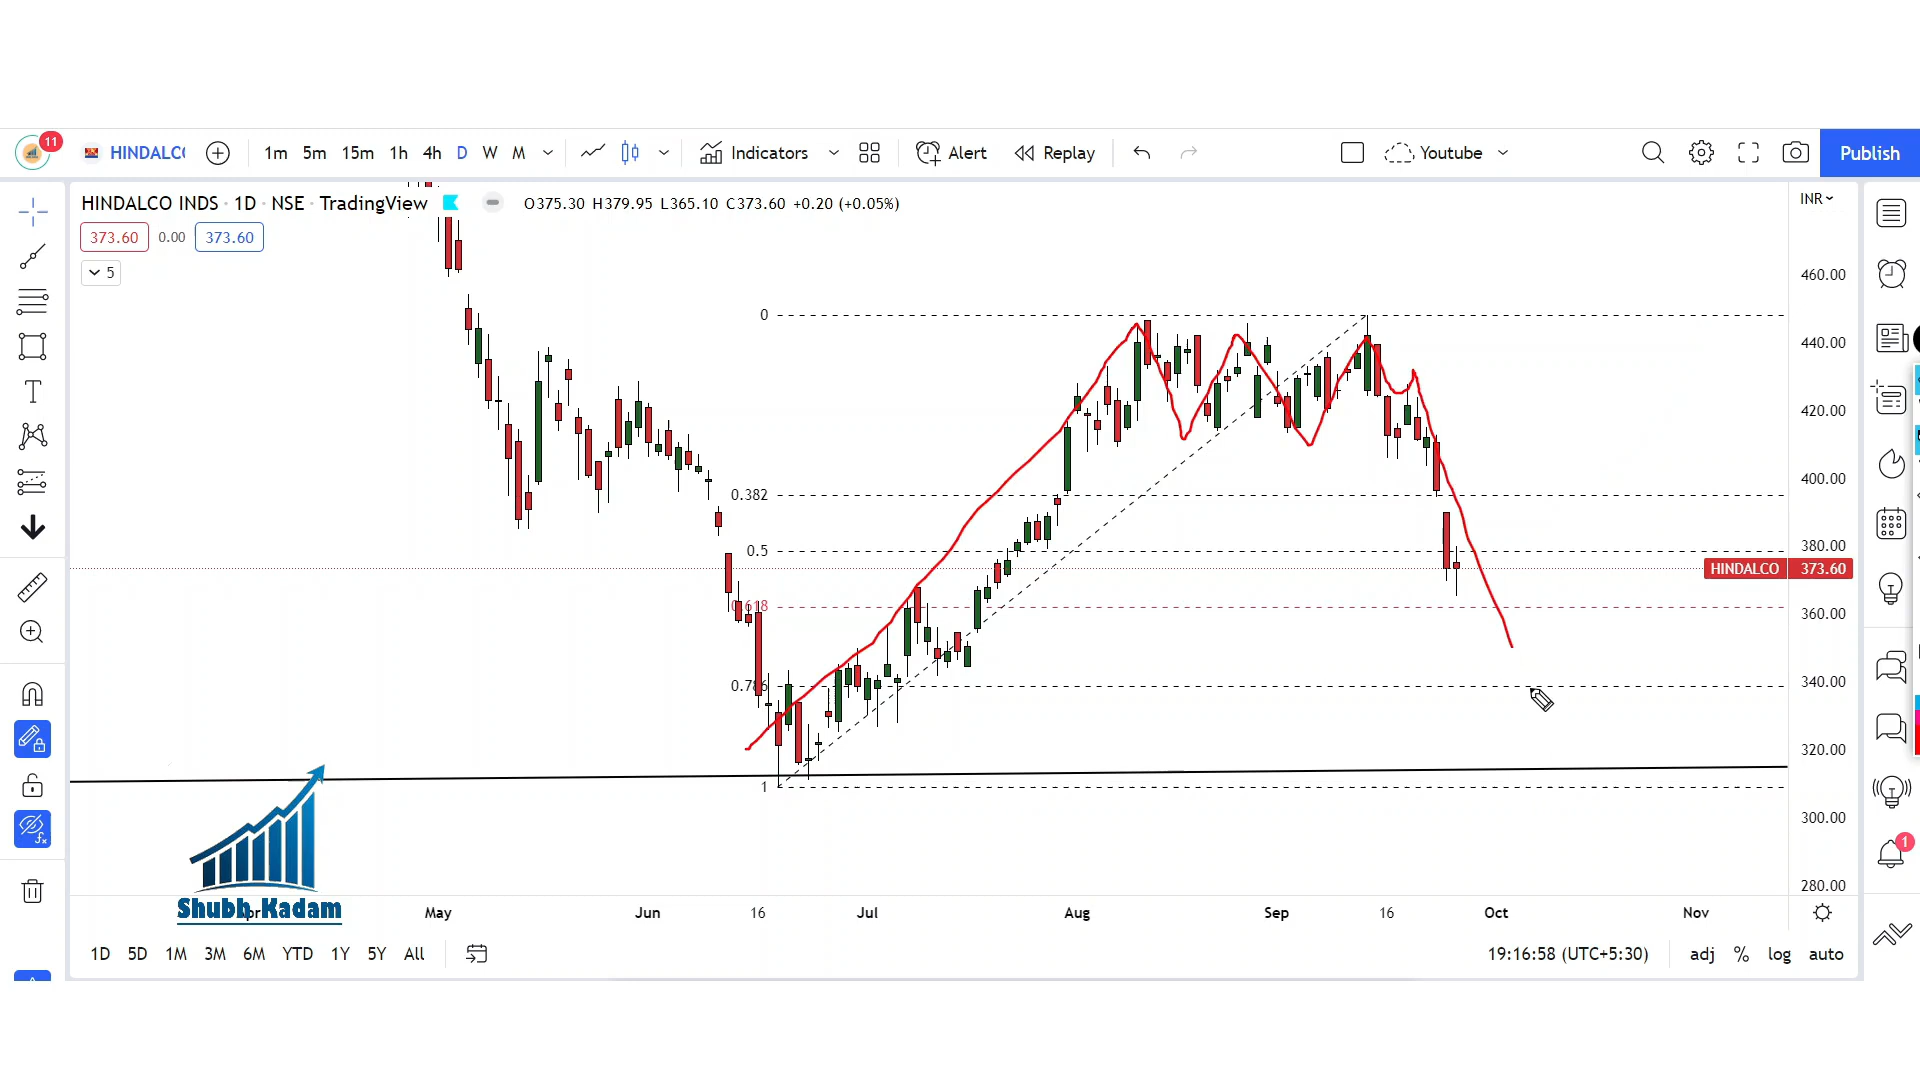 11
HINDALC
1m 5m 15m 1h 4h D W M
Indicators
Alert
Replay
Youtube
Publish
HINDALCO INDS · 1D · NSE · TradingView
O375.30 H379.95 L365.10 C373.60 +0.20 (+0.05%)
INR
373.60 0.00 373.60
5
460.00
0
440.00
420.00
400.00
0.382
380.00
0.5
HINDALCO 373.60
0.618
360.00
340.00
0.786
320.00
1
300.00
1
280.00
Shubh Kadam
May Jun 16 Jul Aug Sep 16 Oct Nov
1D 5D 1M 3M 6M YTD 1Y 5Y All
19:16:58 (UTC+5:30) adj % log auto